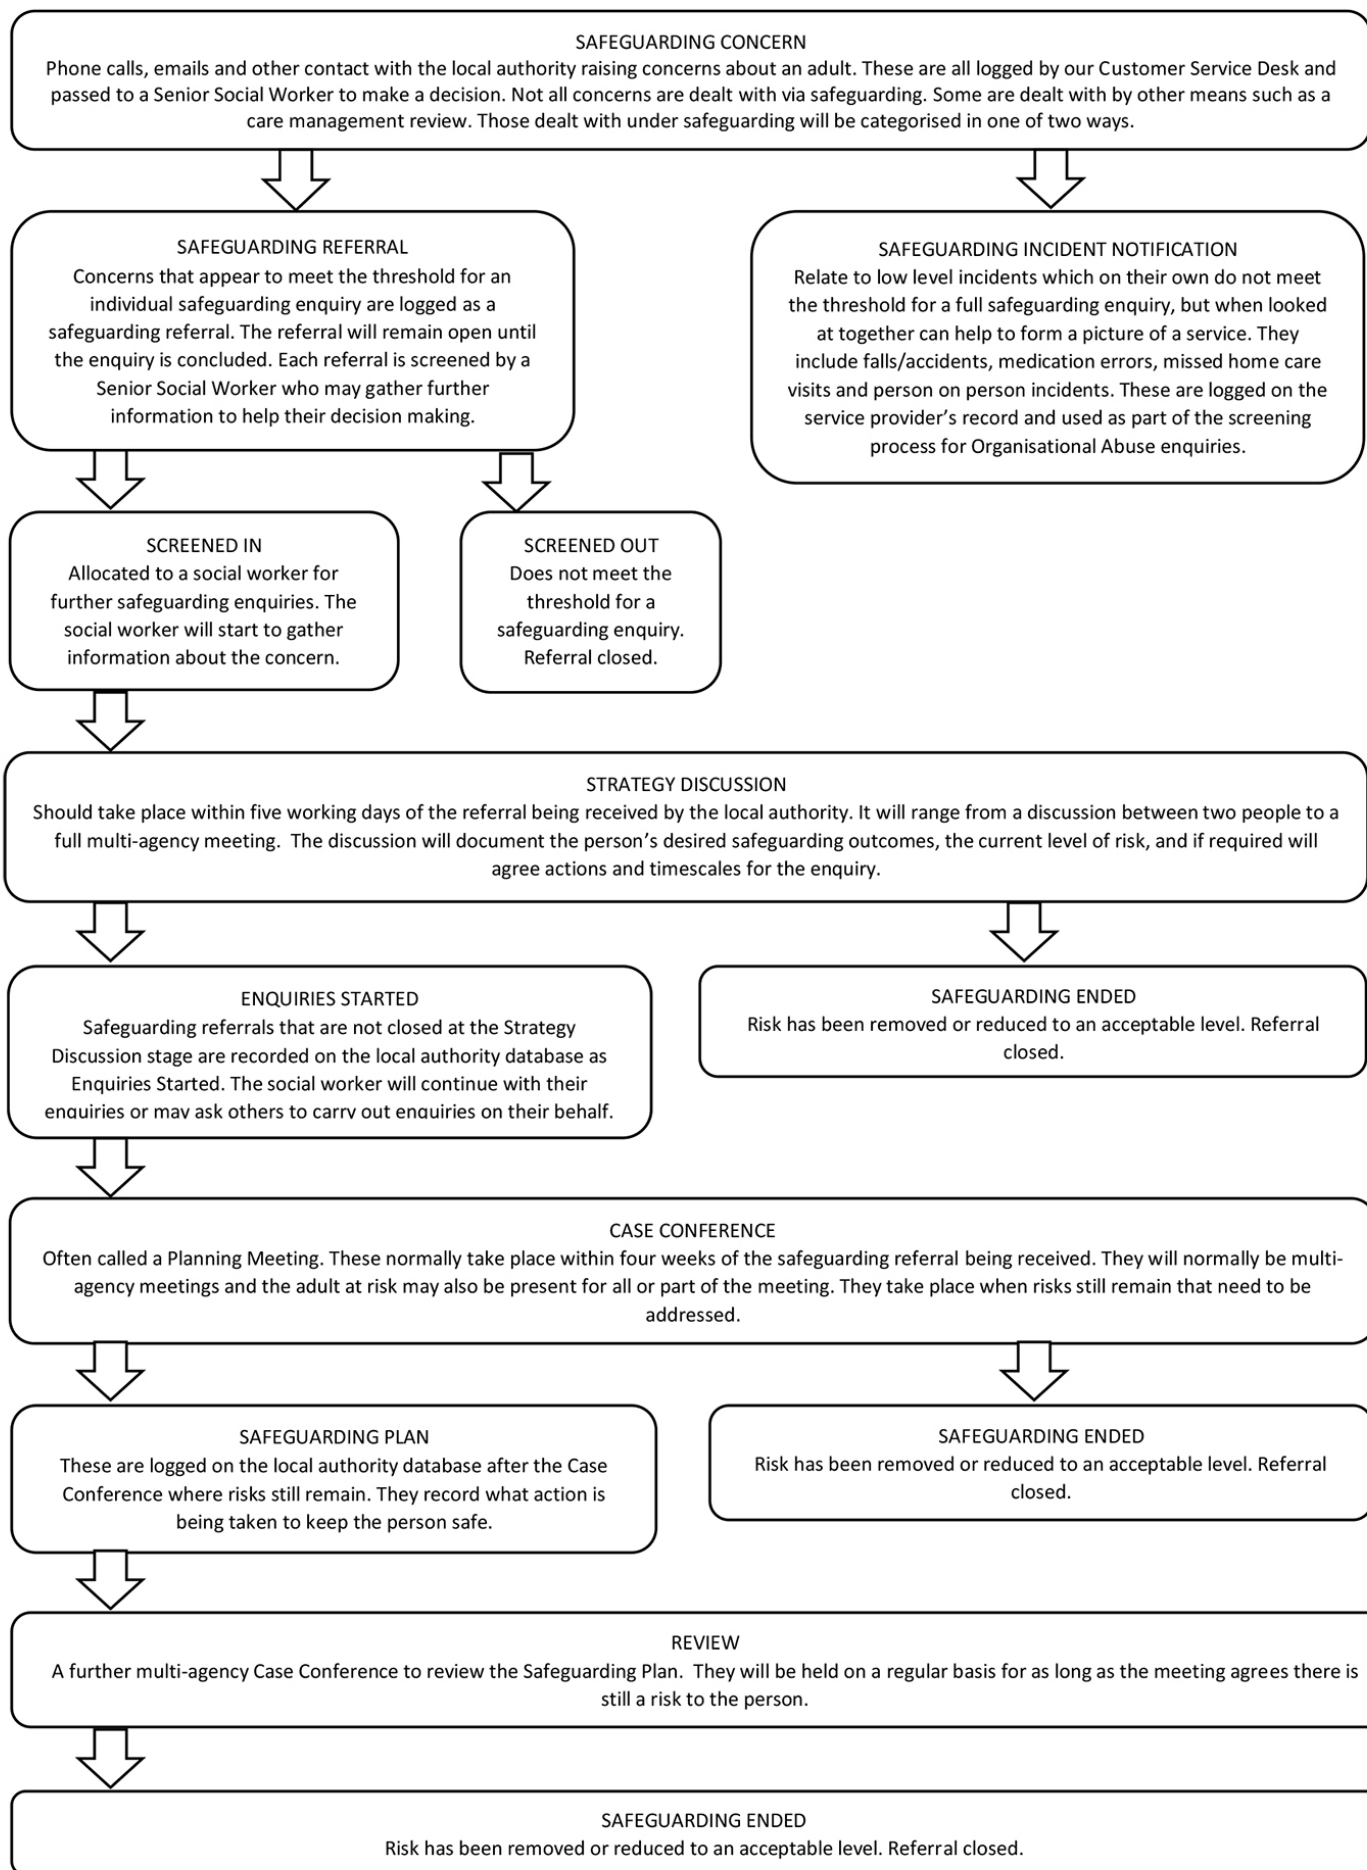 SAFEGUARDING CONCERN
Phone calls, emails and other contact with the local authority raising concerns about an adult. These are all logged by our Customer Service Desk and
passed to a Senior Social Worker to make a decision. Not all concerns are dealt with via safeguarding. Some are dealt with by other means such as a
care management review. Those dealt with under safeguarding will be categorised in one of two ways.
SAFEGUARDING REFERRAL
Concerns that appear to meet the threshold for an
individual safeguarding enquiry are logged as a
safeguarding referral. The referral will remain open until
the enquiry is concluded. Each referral is screened by a
Senior Social Worker who may gather further
information to help their decision making.
SAFEGUARDING INCIDENT NOTIFICATION
Relate to low level incidents which on their own do not meet
the threshold for a full safeguarding enquiry, but when looked
at together can help to form a picture of a service. They
include falls/accidents, medication errors, missed home care
visits and person on person incidents. These are logged on the
service provider's record and used as part of the screening
process for Organisational Abuse enquiries.
SCREENED IN
Allocated to a social worker for
further safeguarding enquiries. The
social worker will start to gather
information about the concern.
SCREENED OUT
Does not meet the
threshold for a
safeguarding enquiry.
Referral closed.
STRATEGY DISCUSSION
Should take place within five working days of the referral being received by the local authority. It will range from a discussion between two people to a
full multi-agency meeting.  The discussion will document the person's desired safeguarding outcomes, the current level of risk, and if required will
agree actions and timescales for the enquiry.
ENQUIRIES STARTED
Safeguarding referrals that are not closed at the Strategy
Discussion stage are recorded on the local authority database as
Enquiries Started. The social worker will continue with their
enquiries or may ask others to carry out enquiries on their behalf.
SAFEGUARDING ENDED
Risk has been removed or reduced to an acceptable level. Referral
closed.
CASE CONFERENCE
Often called a Planning Meeting. These normally take place within four weeks of the safeguarding referral being received. They will normally be multi-
agency meetings and the adult at risk may also be present for all or part of the meeting. They take place when risks still remain that need to be
addressed.
SAFEGUARDING PLAN
These are logged on the local authority database after the Case
Conference where risks still remain. They record what action is
being taken to keep the person safe.
SAFEGUARDING ENDED
Risk has been removed or reduced to an acceptable level. Referral
closed.
REVIEW
A further multi-agency Case Conference to review the Safeguarding Plan.  They will be held on a regular basis for as long as the meeting agrees there is
still a risk to the person.
SAFEGUARDING ENDED
Risk has been removed or reduced to an acceptable level. Referral closed.